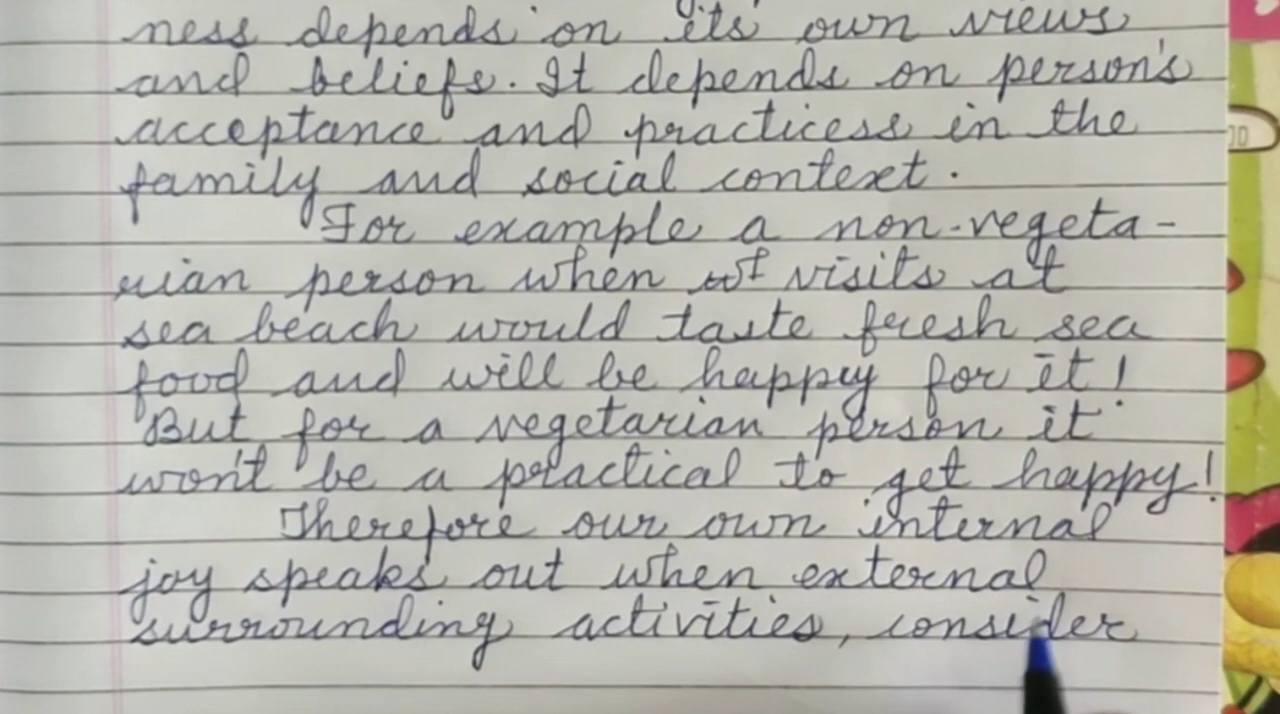 ness depends on its own views
and beliefs. It depends on person's
acceptance and practicess in the
family and social context.
For example a non-vegeta-
rian person when visits at
sea beach would taste fresh sea
food and will be happy for it!
But for a vegetarian person it
won't be a practical to get happy!
Therefore our own internal
joy speaks out when external
surrounding activities, consider